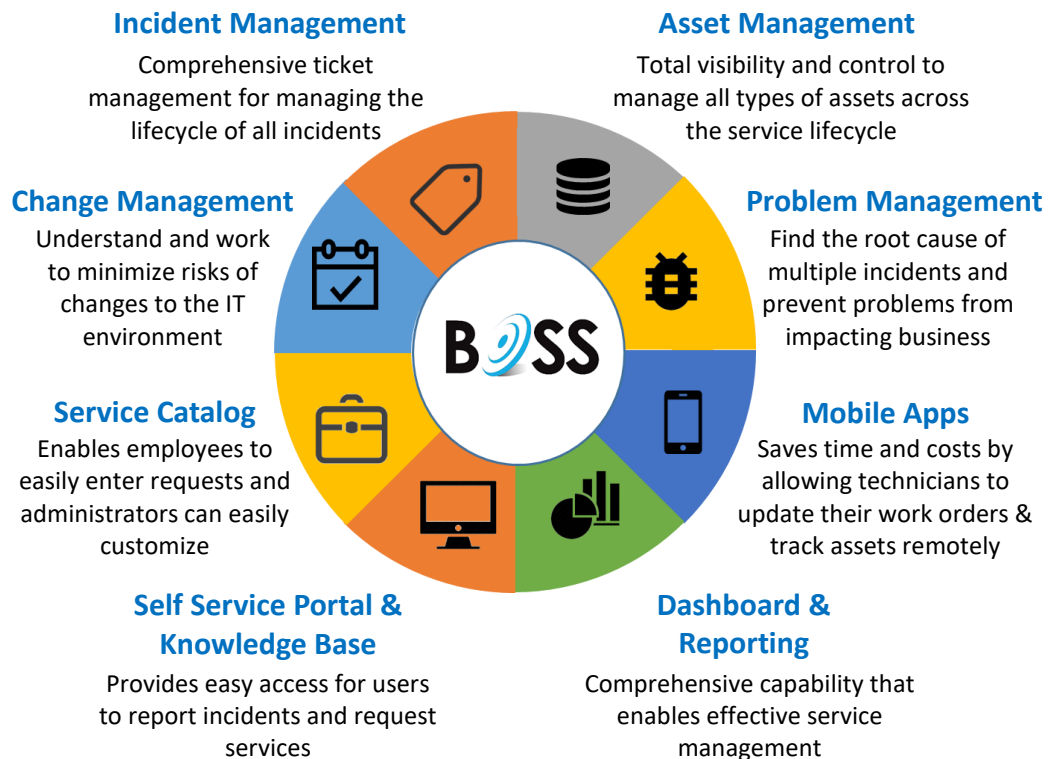 Incident Management
Comprehensive ticket
management for managing the
lifecycle of all incidents
Asset Management
Total visibility and control to
manage all types of assets across
the service lifecycle
Change Management
Understand and work
to minimize risks of
changes to the IT
environment
Problem Management
Find the root cause of
multiple incidents and
prevent problems from
impacting business
BOSS
Service Catalog
Enables employees to
easily enter requests and
administrators can easily
customize
Mobile Apps
Saves time and costs by
allowing technicians to
update their work orders &
track assets remotely
Self Service Portal &
Knowledge Base
Provides easy access for users
to report incidents and request
services
Dashboard &
Reporting
Comprehensive capability that
enables effective service
management